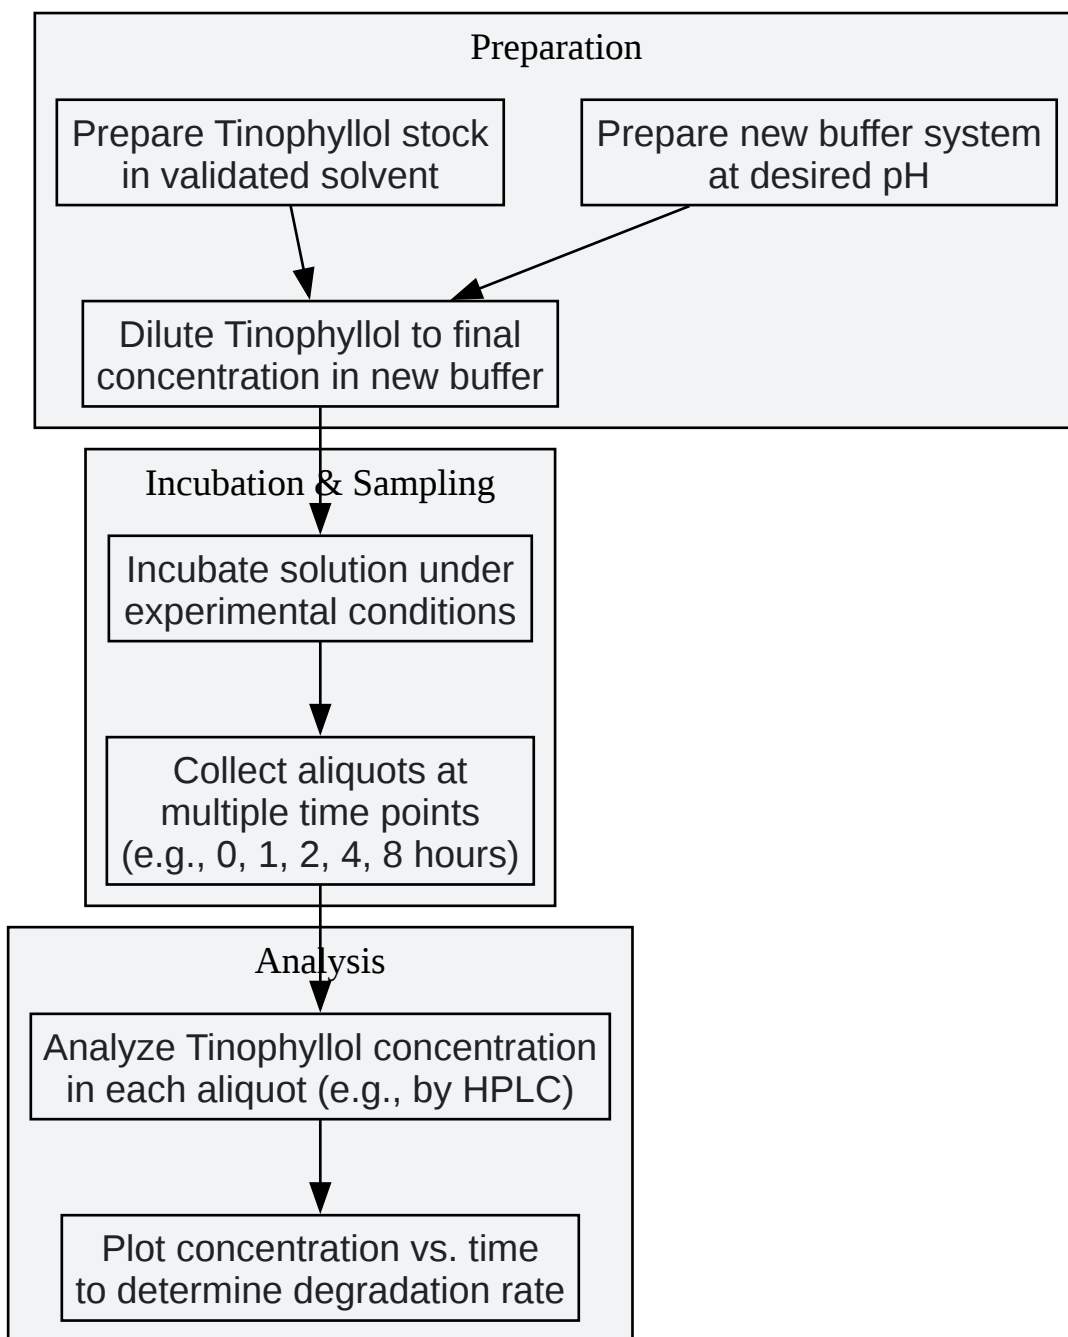 Preparation
Prepare Tinophyllol stock
in validated solvent
Prepare new buffer system
at desired pH
Dilute Tinophyllol to final
concentration in new buffer
Incubation & Sampling
Incubate solution under
experimental conditions
Collect aliquots at
multiple time points
(e.g., 0, 1, 2, 4, 8 hours)
Analysis
Analyze Tinophyllol concentration
in each aliquot (e.g., by HPLC)
Plot concentration vs. time
to determine degradation rate